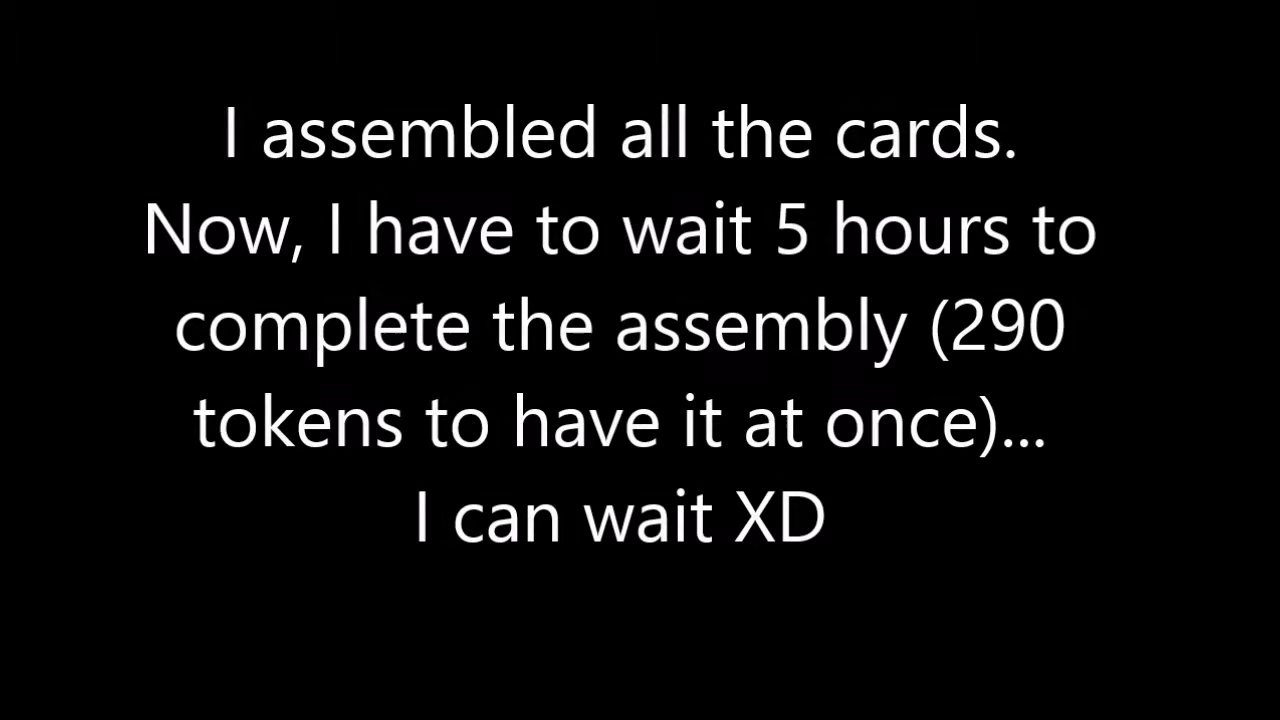 I assembled all the cards.
Now, I have to wait 5 hours to
complete the assembly (290
tokens to have it at once)...
I can wait XD